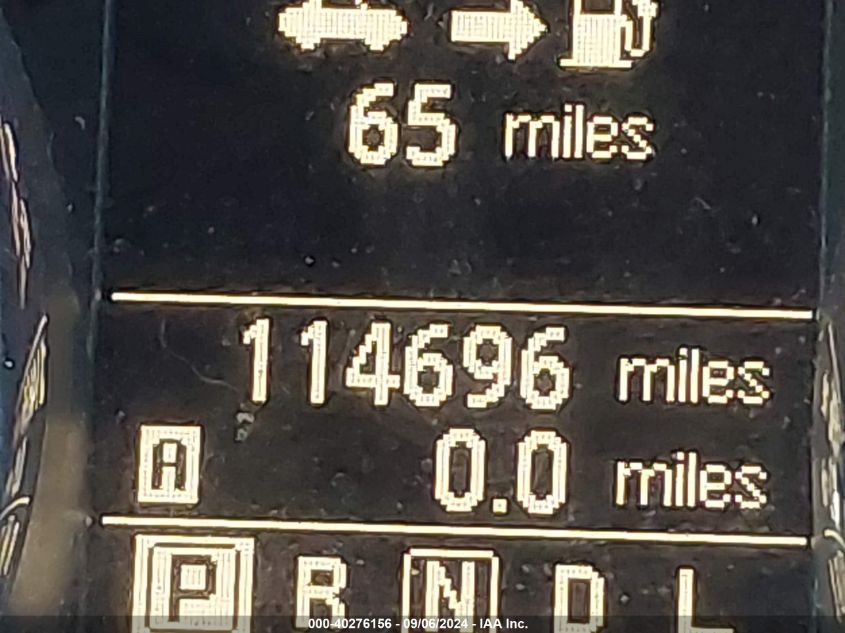 65 miles
114696 miles
A 0.0 miles
P R N D L
000-40276156 - 09/06/2024 - IAA Inc.